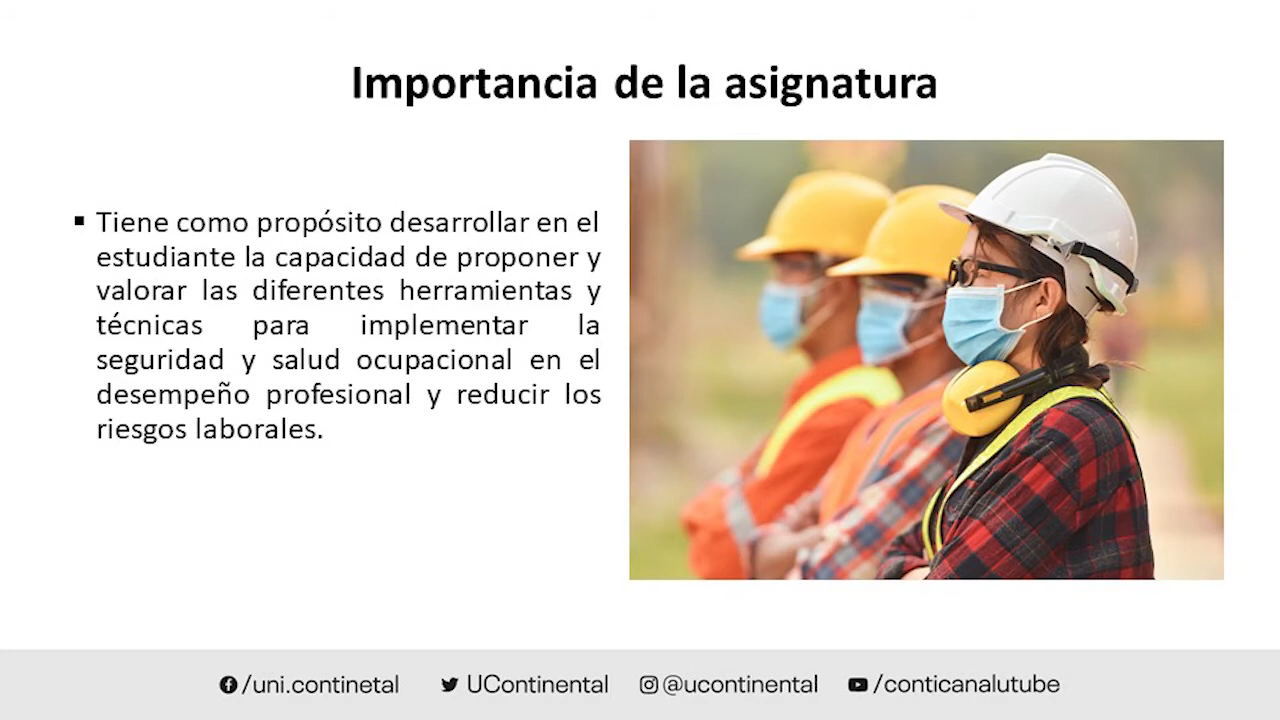 Importancia de la asignatura
▪ Tiene como propósito desarrollar en el
estudiante la capacidad de proponer y
valorar las diferentes herramientas y
técnicas para implementar la
seguridad y salud ocupacional en el
desempeño profesional y reducir los
riesgos laborales.
/uni.continetal UContinental @ucontinental /conticanalutube